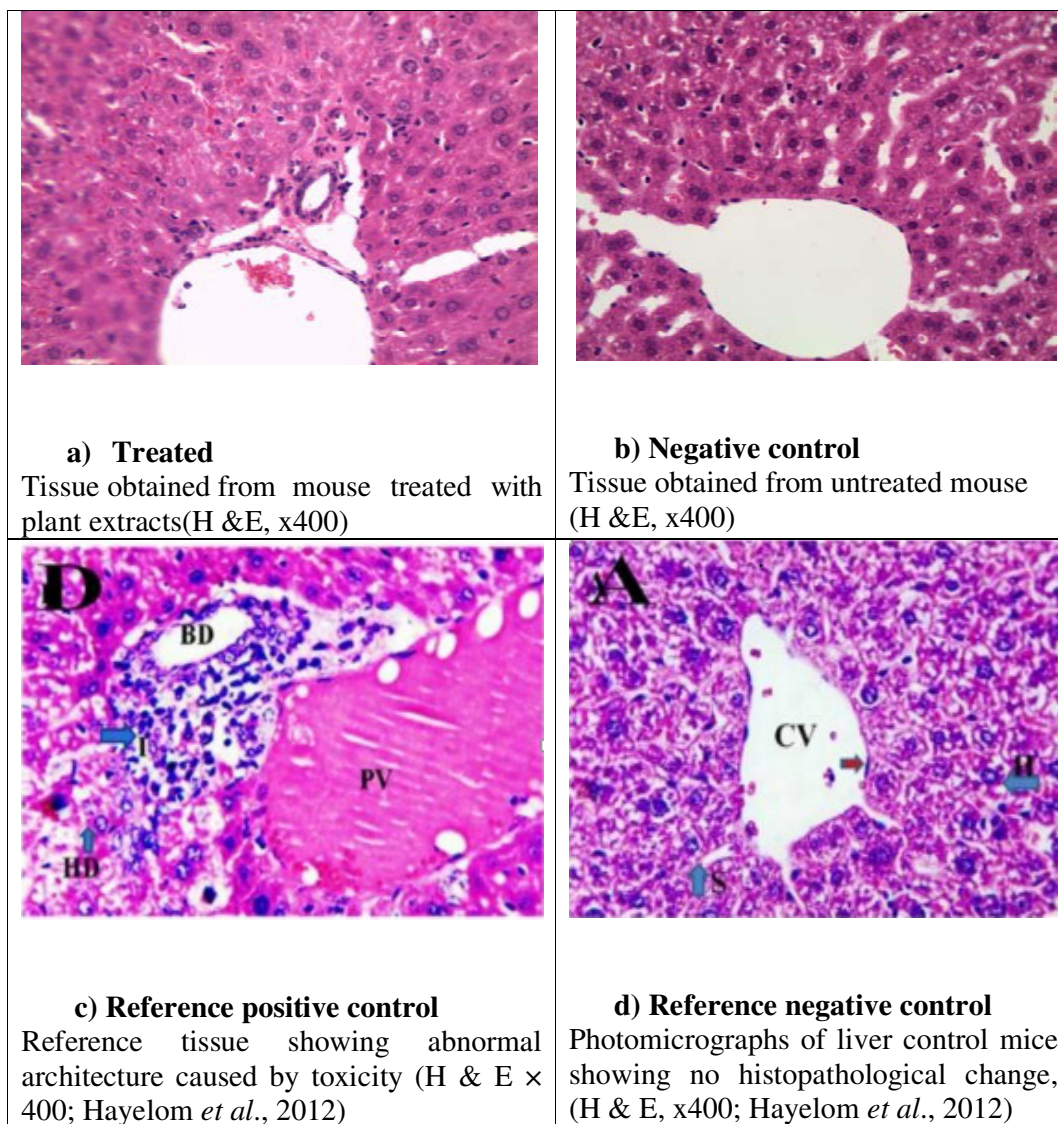 a) Treated
Tissue obtained from mouse treated with
plant extracts(H &E, x400)
b) Negative control
Tissue obtained from untreated mouse
(H &E, x400)
D
BD
I
PV
HD
A
CV
H
S
c) Reference positive control
Reference tissue showing abnormal
architecture caused by toxicity (H & E ×
400; Hayelom et al., 2012)
d) Reference negative control
Photomicrographs of liver control mice
showing no histopathological change,
(H & E, x400; Hayelom et al., 2012)